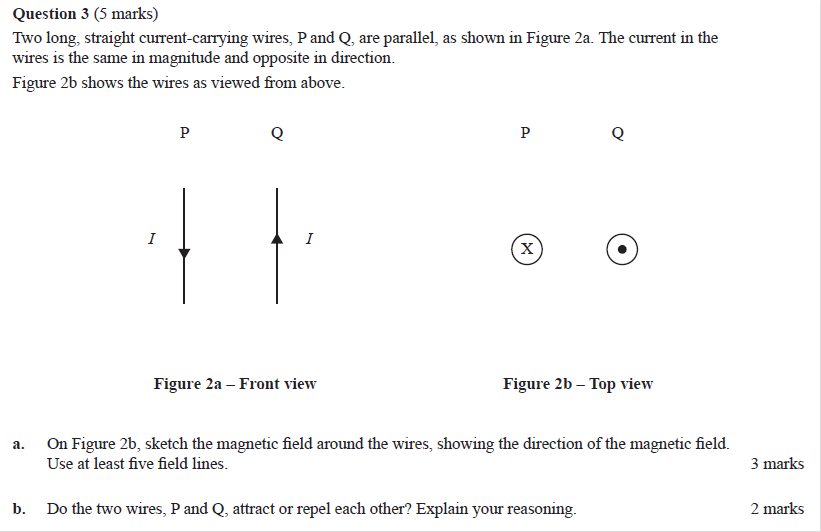 Question 3 (5 marks)
Two long, straight current-carrying wires, P and Q, are parallel, as shown in Figure 2a. The current in the
wires is the same in magnitude and opposite in direction.
Figure 2b shows the wires as viewed from above.
P Q P Q
I I X
Figure 2a – Front view Figure 2b – Top view
a. On Figure 2b, sketch the magnetic field around the wires, showing the direction of the magnetic field.
Use at least five field lines. 3 marks
b. Do the two wires, P and Q, attract or repel each other? Explain your reasoning. 2 marks